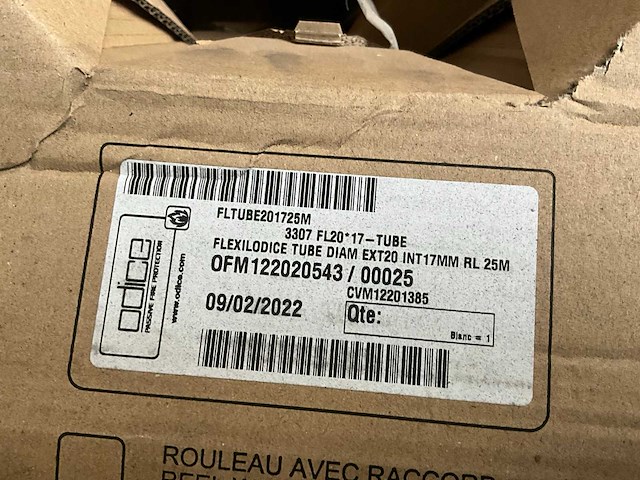 FLTUBE201725M
3307 FL20*17-TUBE
FLEXILODICE TUBE DIAM EXT20 INT17MM RL 25M
OFM122020543 / 00025
CVM12201385
09/02/2022
Qte:
Blanc = 1
odice
PASSIVE FIRE PROTECTION
www.odice.com
ROULEAU AVEC RACCORD